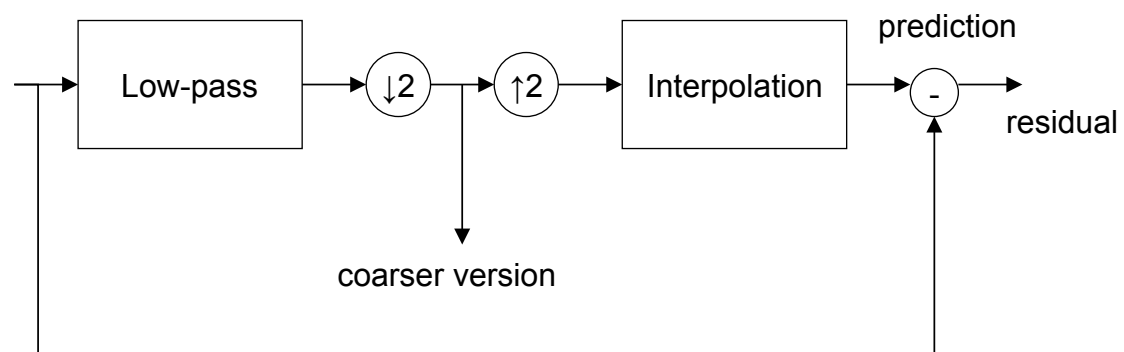 prediction
Low-pass
↓2
↑2
Interpolation
-
residual
coarser version